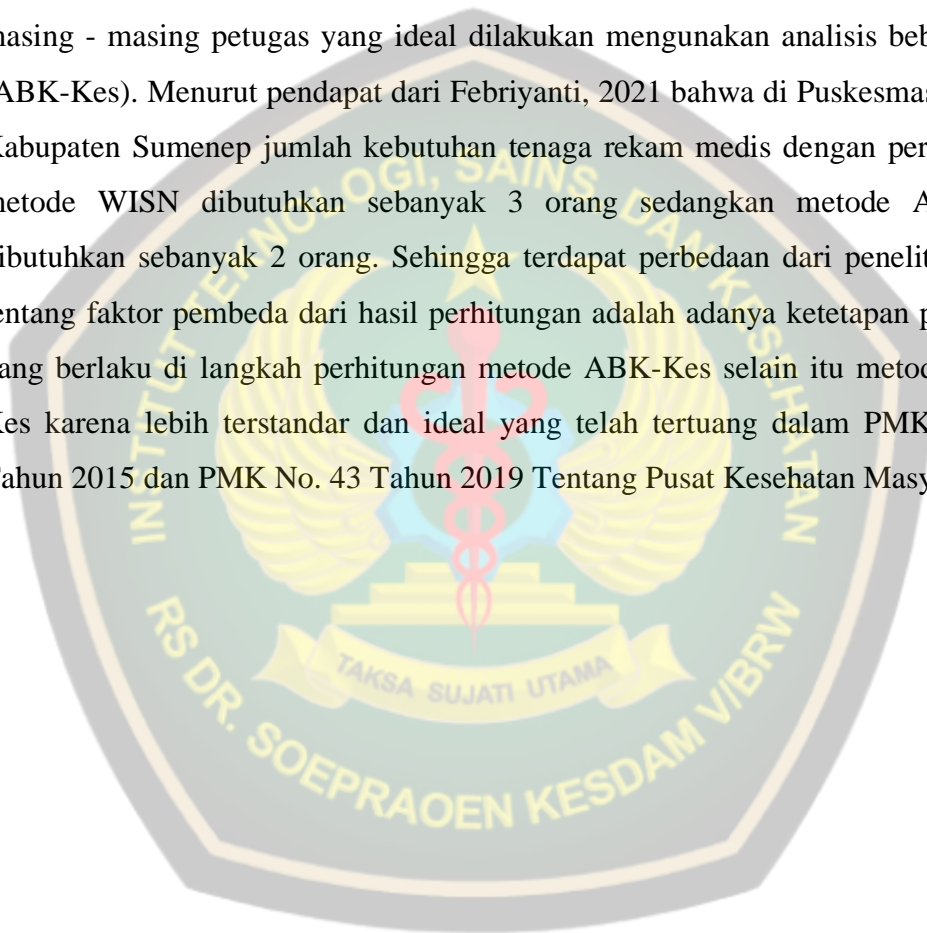 masing - masing petugas yang ideal dilakukan mengunakan analisis
ABK-Kes). Menurut pendapat dari Febriyanti, 2021 bahwa di Puskesmas
Kabupaten Sumenep jumlah kebutuhan tenaga rekam medis dengan
metode WISN dibutuhkan sebanyak 3 orang sedangkan metode
dibutuhkan sebanyak 2 orang. Sehingga terdapat perbedaan dari
tentang faktor pembeda dari hasil perhitungan adalah adanya ketetapan
yang berlaku di langkah perhitungan metode ABK-Kes selain itu
Kes karena lebih terstandar dan ideal yang telah tertuang dalam PMK
Tahun 2015 dan PMK No. 43 Tahun 2019 Tentang Pusat Kesehatan
INSTITUT TEKNOLOGI, SAINS, DAN KESEHATAN
TAKSA SUJATI UTAMA
RS DR. SOEPRAOEN KESDAM V/BRW